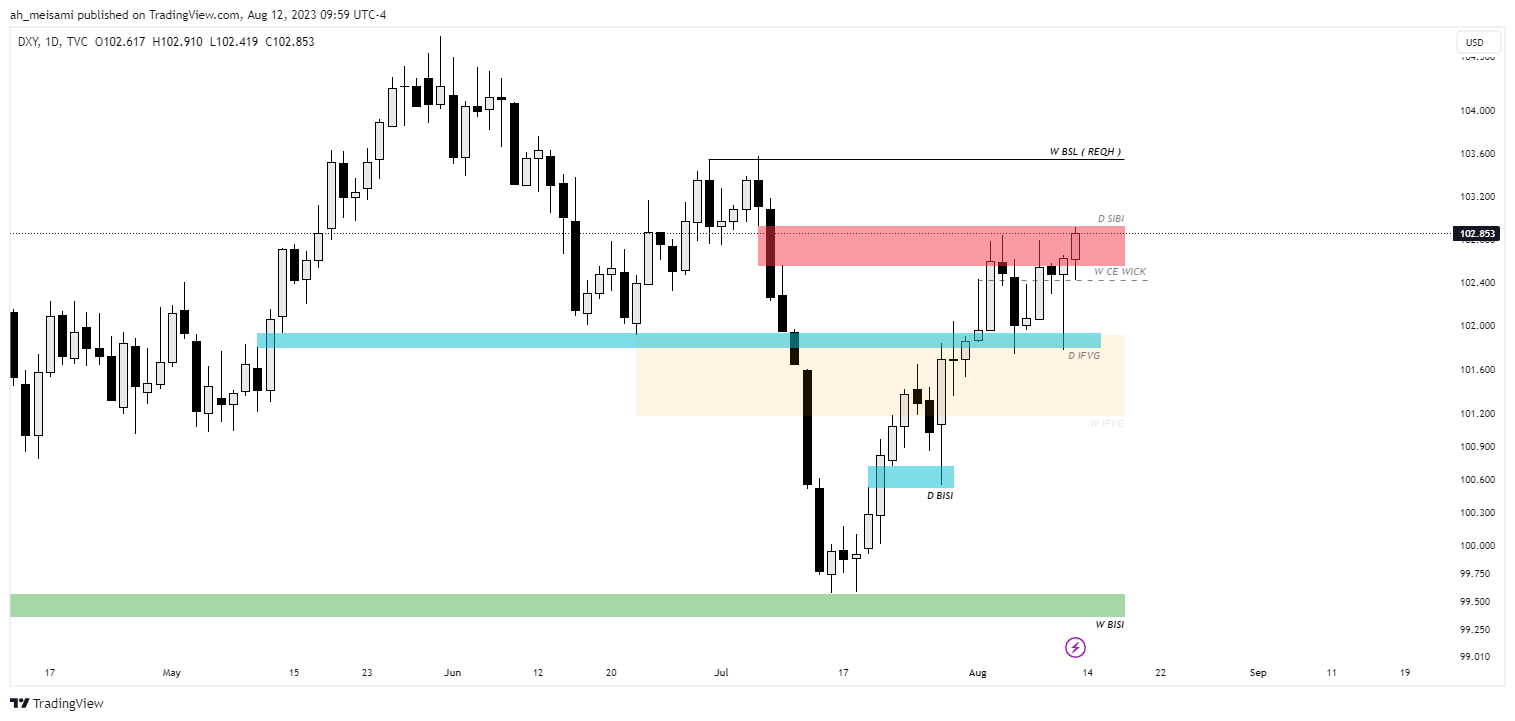 ah_meisami published on TradingView.com, Aug 12, 2023 09:59 UTC-4
DXY, 1D, TVC O102.617 H102.910 L102.419 C102.853
USD
104.000
W BSL ( REQH )
103.600
103.200
D SIBI
102.853
W CE WICK
102.400
102.000
D IFVG
101.600
101.200
W IFVG
100.900
100.600
D BISI
100.300
100.000
99.750
99.500
W BISI
99.250
99.010
17 May 15 23 Jun 12 20 Jul 17 Aug 14 22 Sep 11 19
TradingView